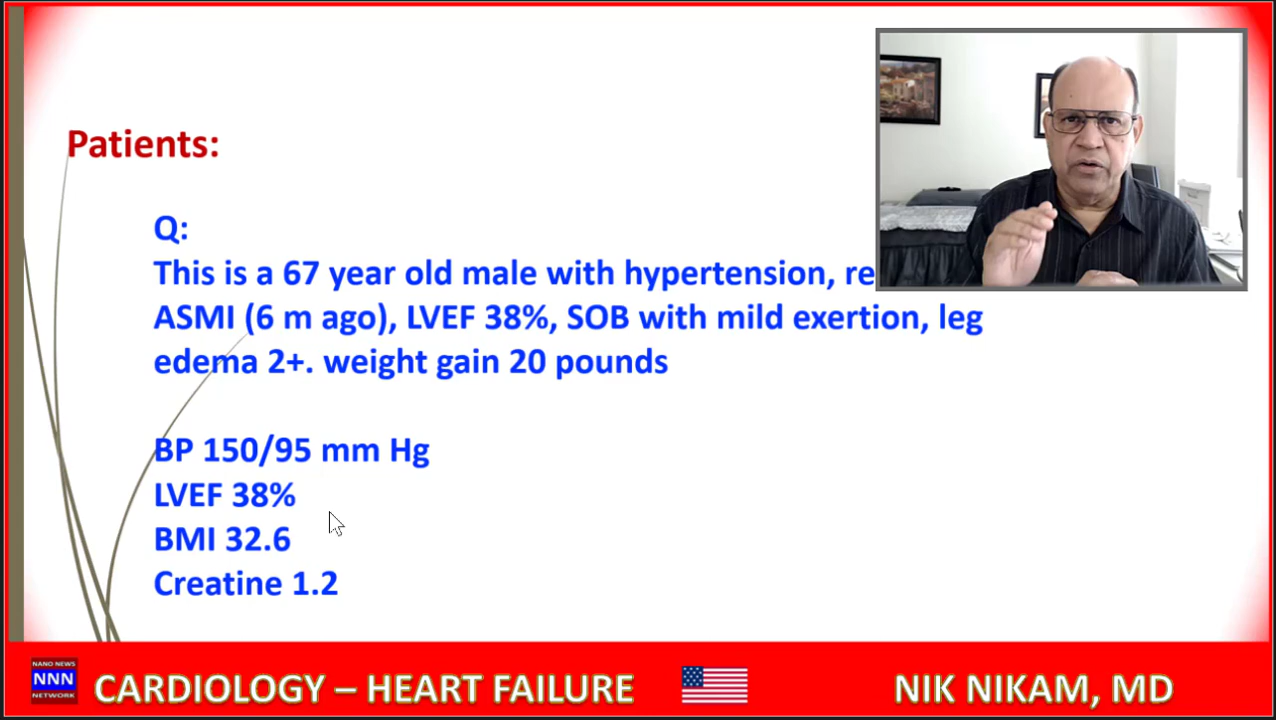 Patients:
Q:
This is a 67 year old male with hypertension,
ASMI (6 m ago), LVEF 38%, SOB with mild exertion, leg
edema 2+. weight gain 20 pounds
BP 150/95 mm Hg
LVEF 38%
BMI 32.6
Creatine 1.2
NANO NEWS
NNN
NETWORK
CARDIOLOGY – HEART FAILURE
NIK NIKAM, MD